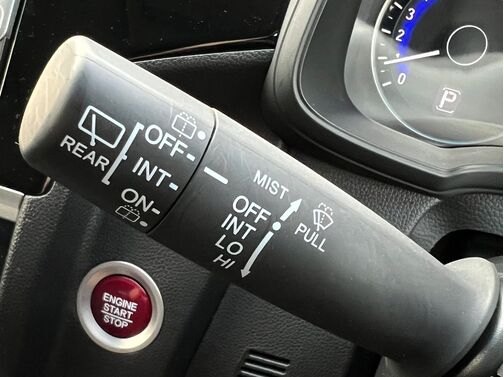 REAR
OFF
INT
ON
MIST
OFF
INT
LO
HI
PULL
ENGINE
START
STOP
3
2
1
0
P